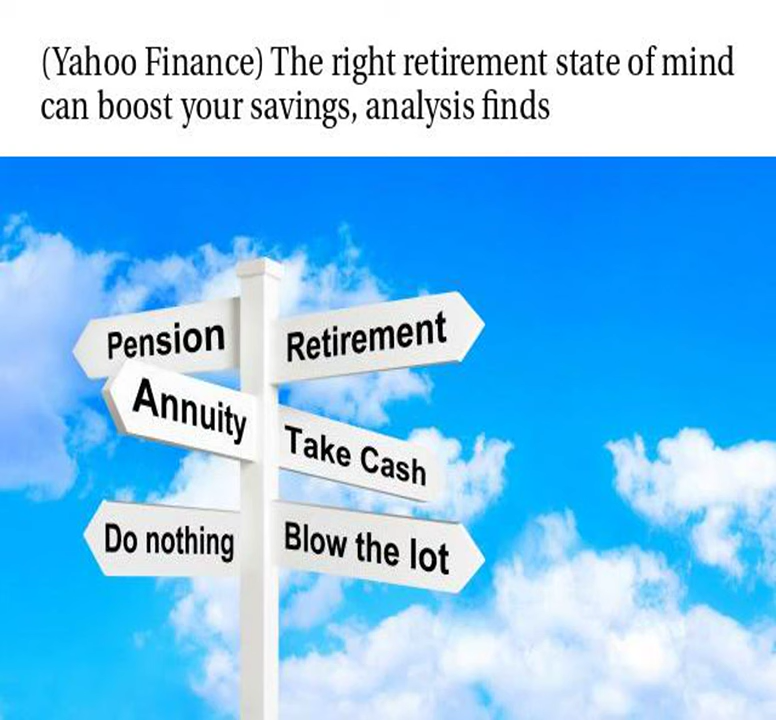 (Yahoo Finance) The right retirement state of mind
can boost your savings, analysis finds
Pension
Retirement
Annuity
Take Cash
Do nothing
Blow the lot